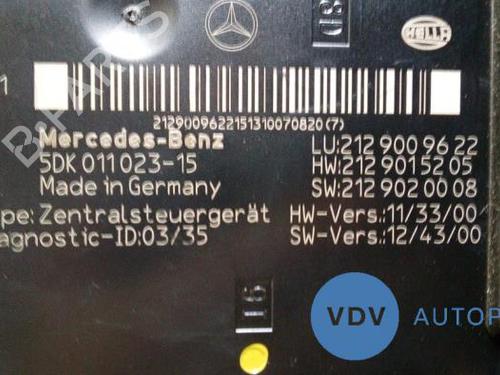 HELLA
1
2129009622151310070820(7)
Mercedes-Benz
5DK 011 023-15
Made in Germany
LU:212 900 96 22
HW:212 901 52 05
SW:212 902 00 08
pe: Zentralsteuergerät
agnostic-ID:03/35
HW-Vers.:11/33/00
SW-Vers.:12/43/00
VDV AUTOP
B-PARTS